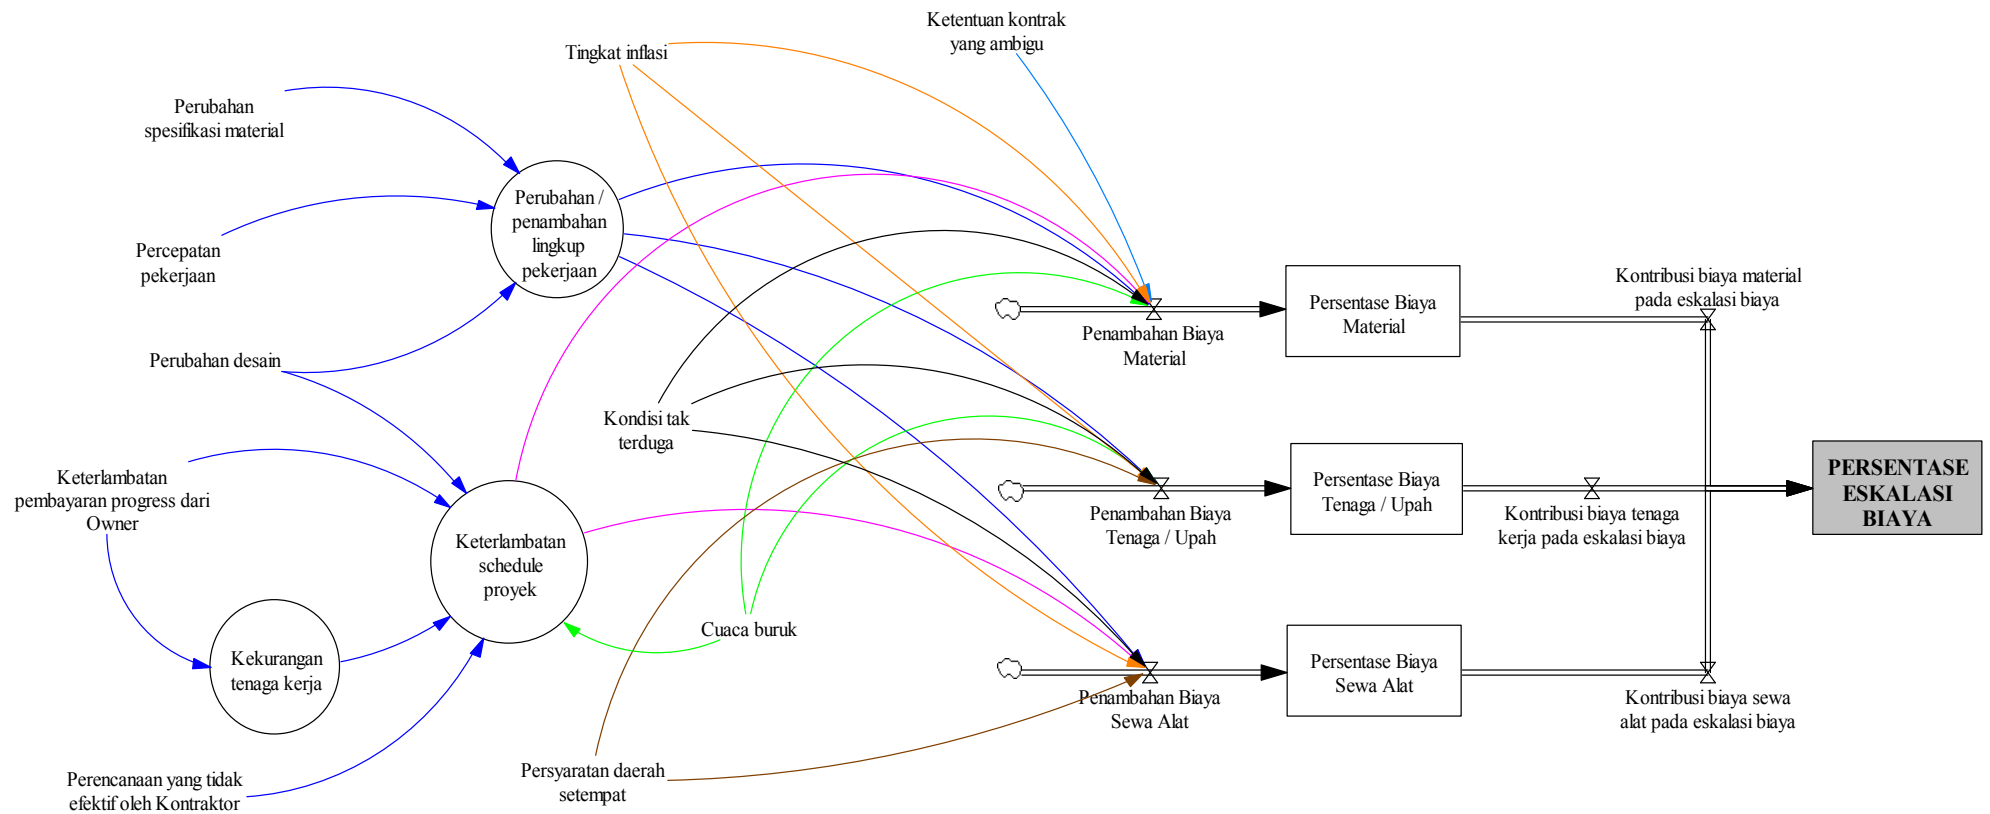 Ketentuan kontrak
yang ambigu
Tingkat inflasi
Perubahan
spesifikasi material
Perubahan /
penambahan
lingkup
pekerjaan
Percepatan
pekerjaan
Kontribusi biaya material
pada eskalasi biaya
Persentase Biaya
Material
Penambahan Biaya
Material
Perubahan desain
Kondisi tak
terduga
Keterlambatan
pembayaran progress dari
Owner
PERSENTASE
ESKALASI
BIAYA
Persentase Biaya
Tenaga / Upah
Penambahan Biaya
Tenaga / Upah
Kontribusi biaya tenaga
kerja pada eskalasi biaya
Keterlambatan
schedule
proyek
Cuaca buruk
Kekurangan
tenaga kerja
Persentase Biaya
Sewa Alat
Penambahan Biaya
Sewa Alat
Kontribusi biaya sewa
alat pada eskalasi biaya
Persyaratan daerah
setempat
Perencanaan yang tidak
efektif oleh Kontraktor